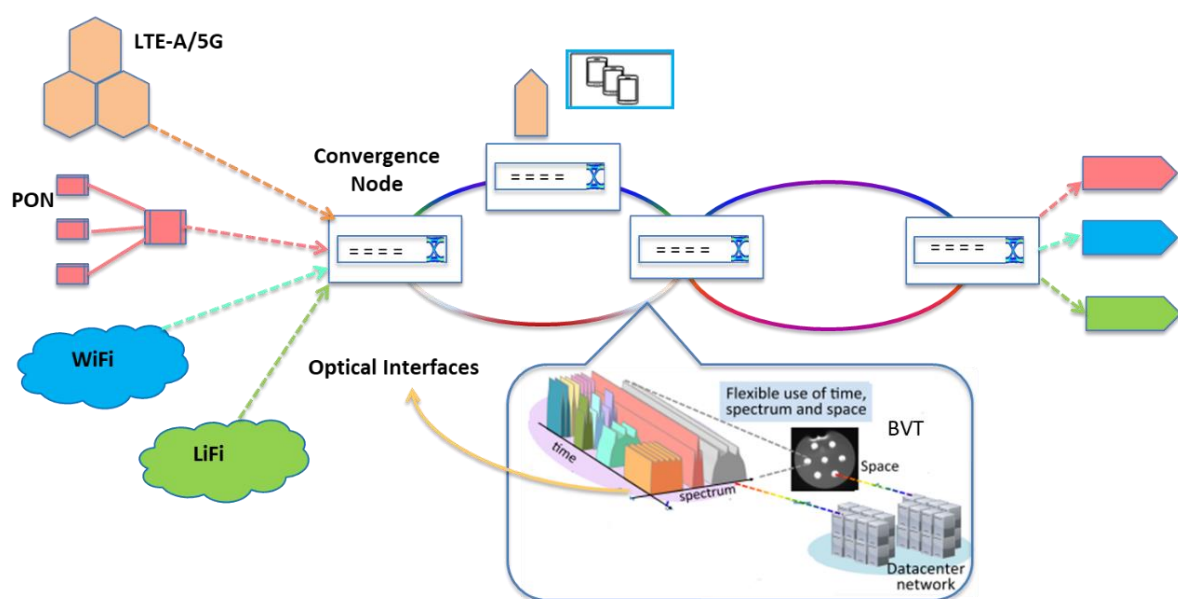 LTE-A/5G
Convergence
Node
= = = =
= = = =
= = = =
= = = =
PON
WiFi
LiFi
Optical Interfaces
Flexible use of time,
spectrum and space
BVT
time
spectrum
Space
Datacenter
network